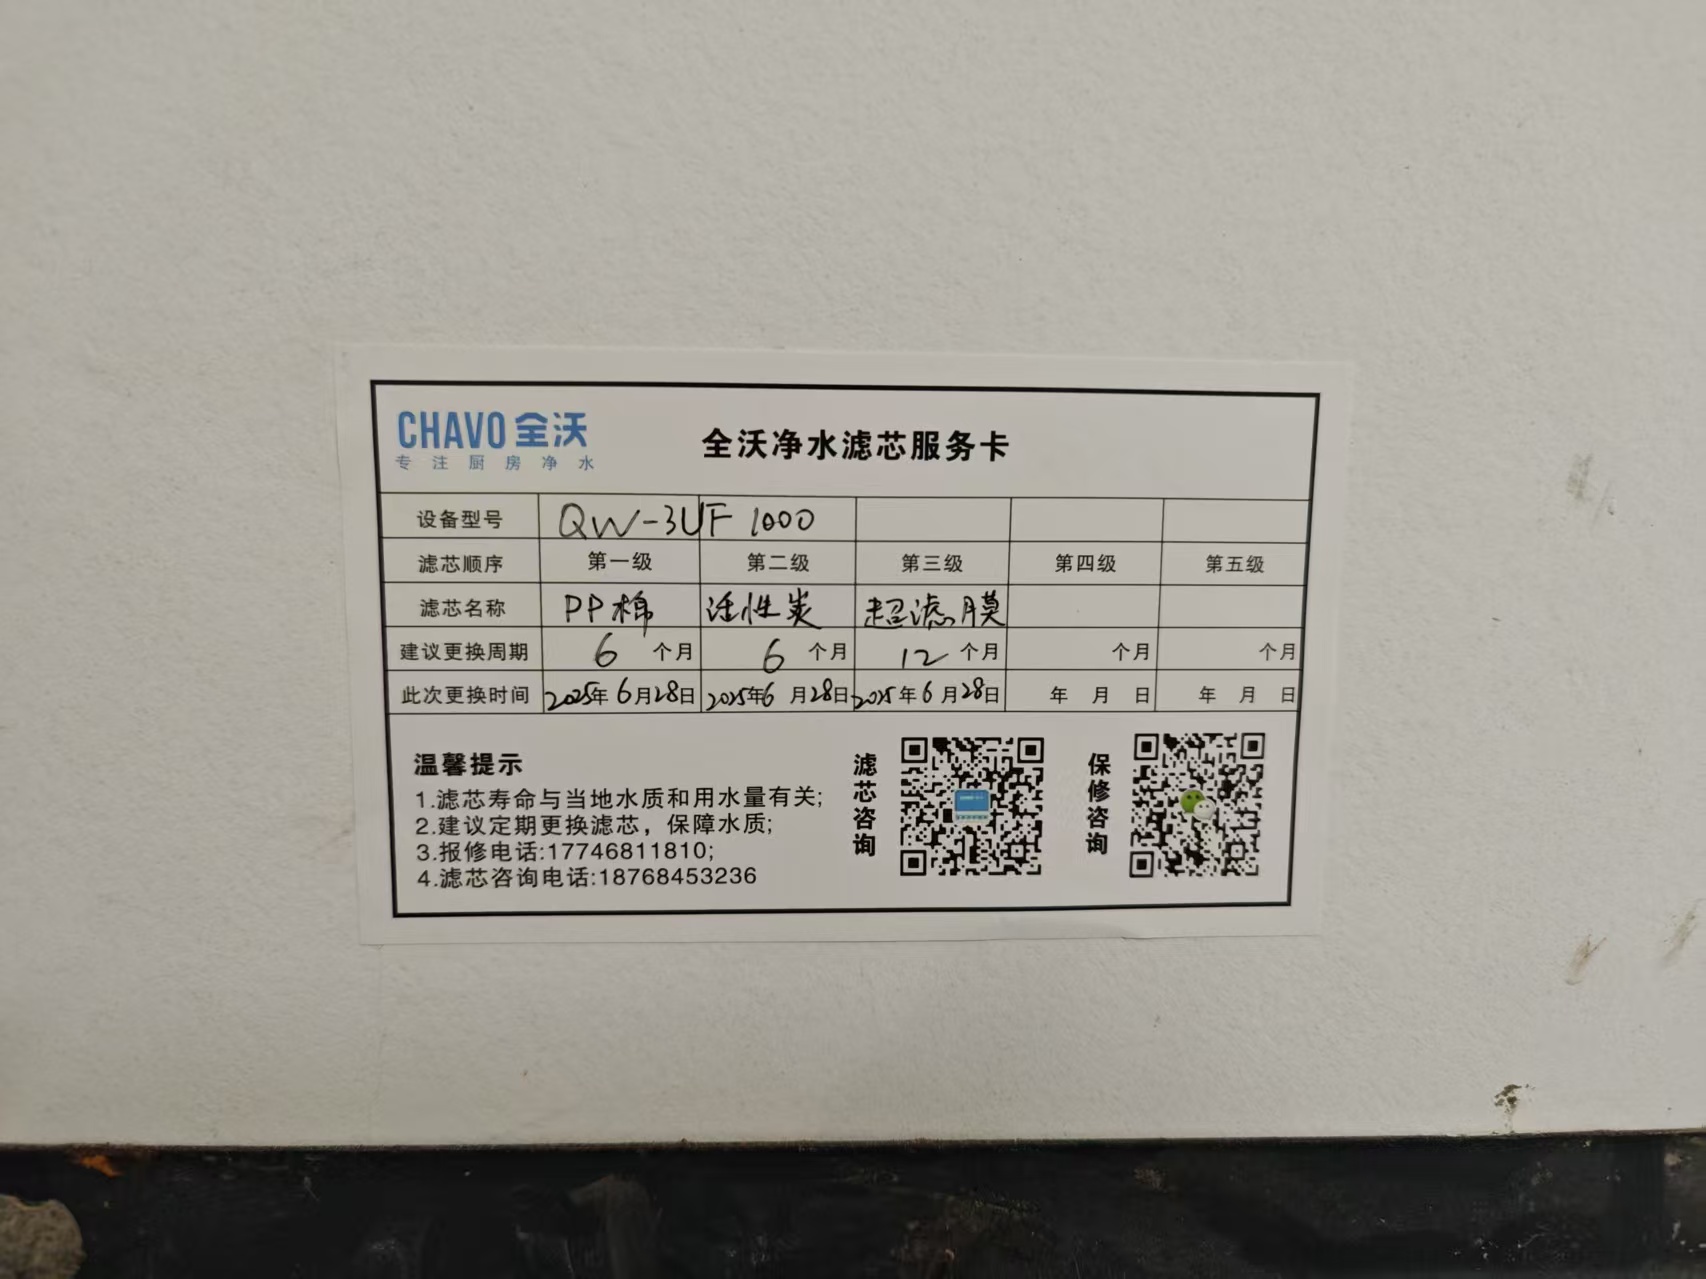 CHAVO 全沃
专注厨房净水
全沃净水滤芯服务卡
设备型号 QW-3UF 1000
滤芯顺序 第一级 第二级 第三级 第四级 第五级
滤芯名称 PP棉 活性炭 超滤膜
建议更换周期 6 个月 6 个月 12 个月 个月 个月
此次更换时间 2025年6月28日 2025年6月28日 2025年6月28日 年 月 日 年 月 日
温馨提示
1.滤芯寿命与当地水质和用水量有关;
2.建议定期更换滤芯，保障水质;
3.报修电话:17746811810;
4.滤芯咨询电话:18768453236
滤芯咨询
保修咨询